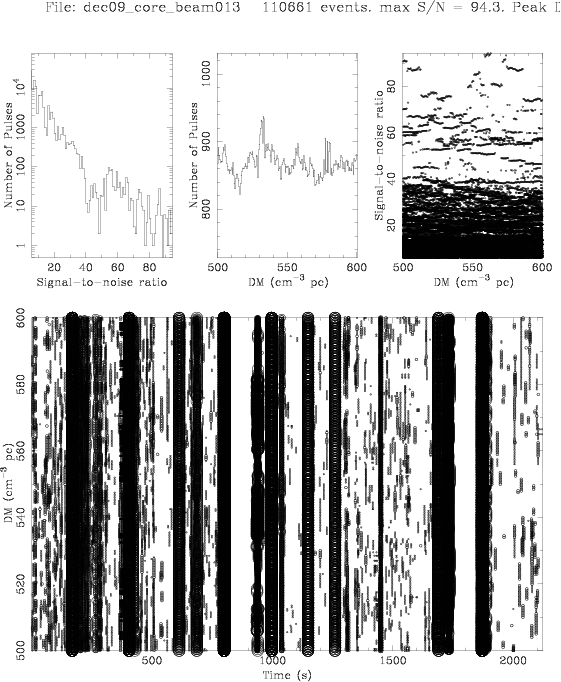 File: dec09_core_beam013 110661 events. max S/N = 94.3. Peak D
Number of Pulses
10⁴
1000
100
10
1
20 40 60 80
Signal-to-noise ratio
Number of Pulses
1000
900
800
500 550 600
DM (cm⁻³ pc)
Signal-to-noise ratio
80
60
40
20
500 550 600
DM (cm⁻³ pc)
DM (cm⁻³ pc)
600
580
560
540
520
500
500 1000 1500 2000
Time (s)